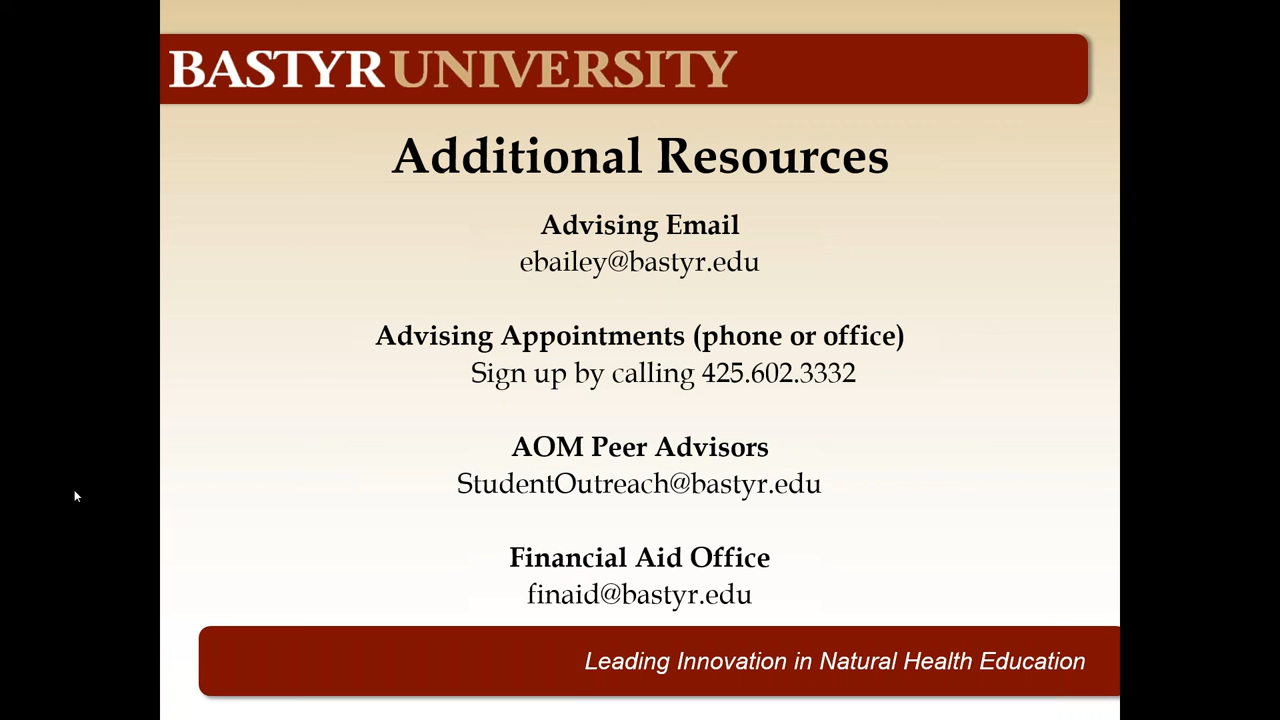 BASTYR UNIVERSITY
Additional Resources
Advising Email
ebailey@bastyr.edu
Advising Appointments (phone or office)
Sign up by calling 425.602.3332
AOM Peer Advisors
StudentOutreach@bastyr.edu
Financial Aid Office
finaid@bastyr.edu
Leading Innovation in Natural Health Education